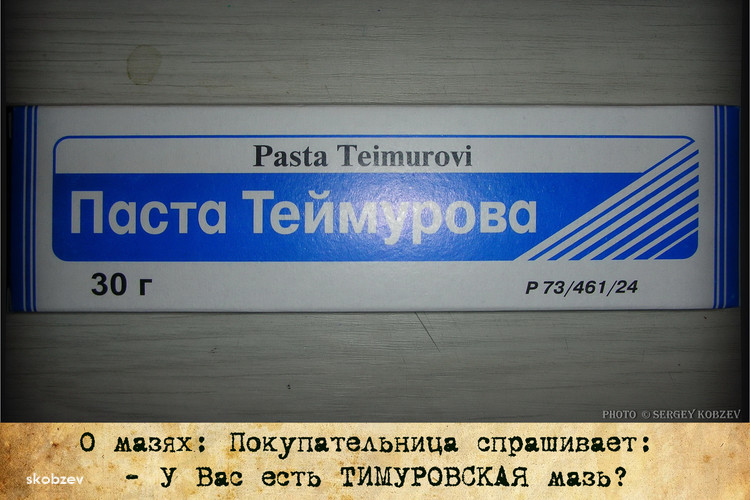 Pasta Teimurovi
Паста Теймурова
30 г
Р 73/461/24
PHOTO © SERGEY KOBZEV
О мазях: Покупательница спрашивает:
- У Вас есть ТИМУРОВСКАЯ мазь?
skobzev